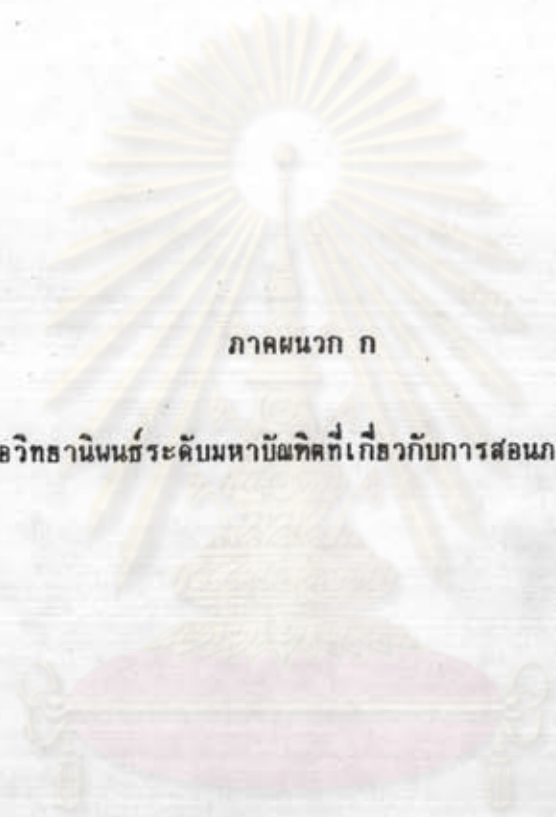 ภาคผนวก ก
วิทยานิพนธ์ระดับมหาบัณฑิตที่เกี่ยวกับการสอน